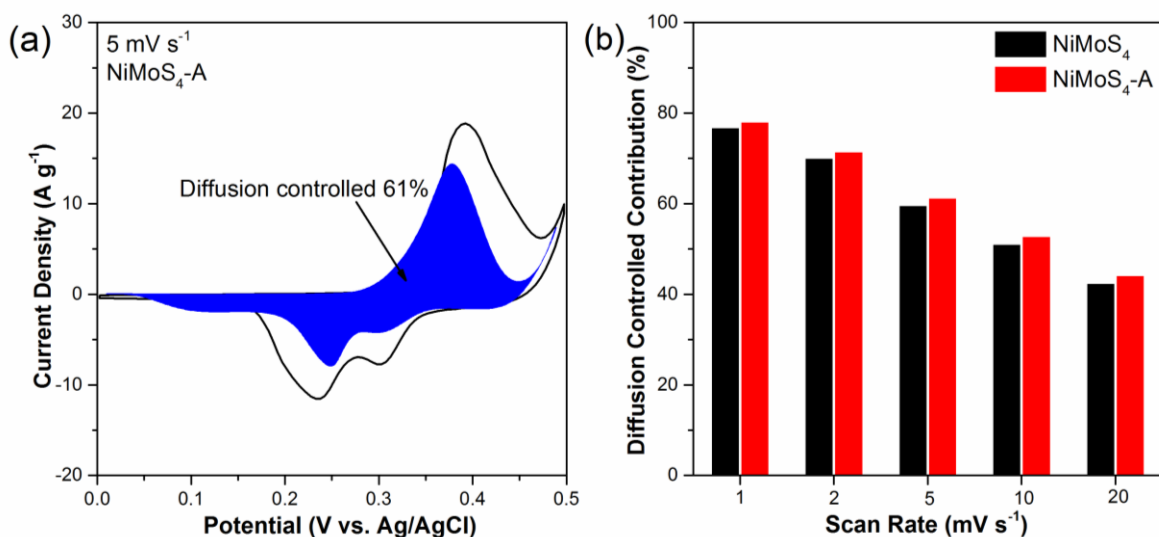 (a)
5 mV s⁻¹
NiMoS₄-A
Diffusion controlled 61%
Current Density (A g⁻¹)
30
20
10
0
-10
-20
0.0 0.1 0.2 0.3 0.4 0.5
Potential (V vs. Ag/AgCl)
(b)
NiMoS₄
NiMoS₄-A
Diffusion Controlled Contribution (%)
100
80
60
40
20
0
1 2 5 10 20
Scan Rate (mV s⁻¹)